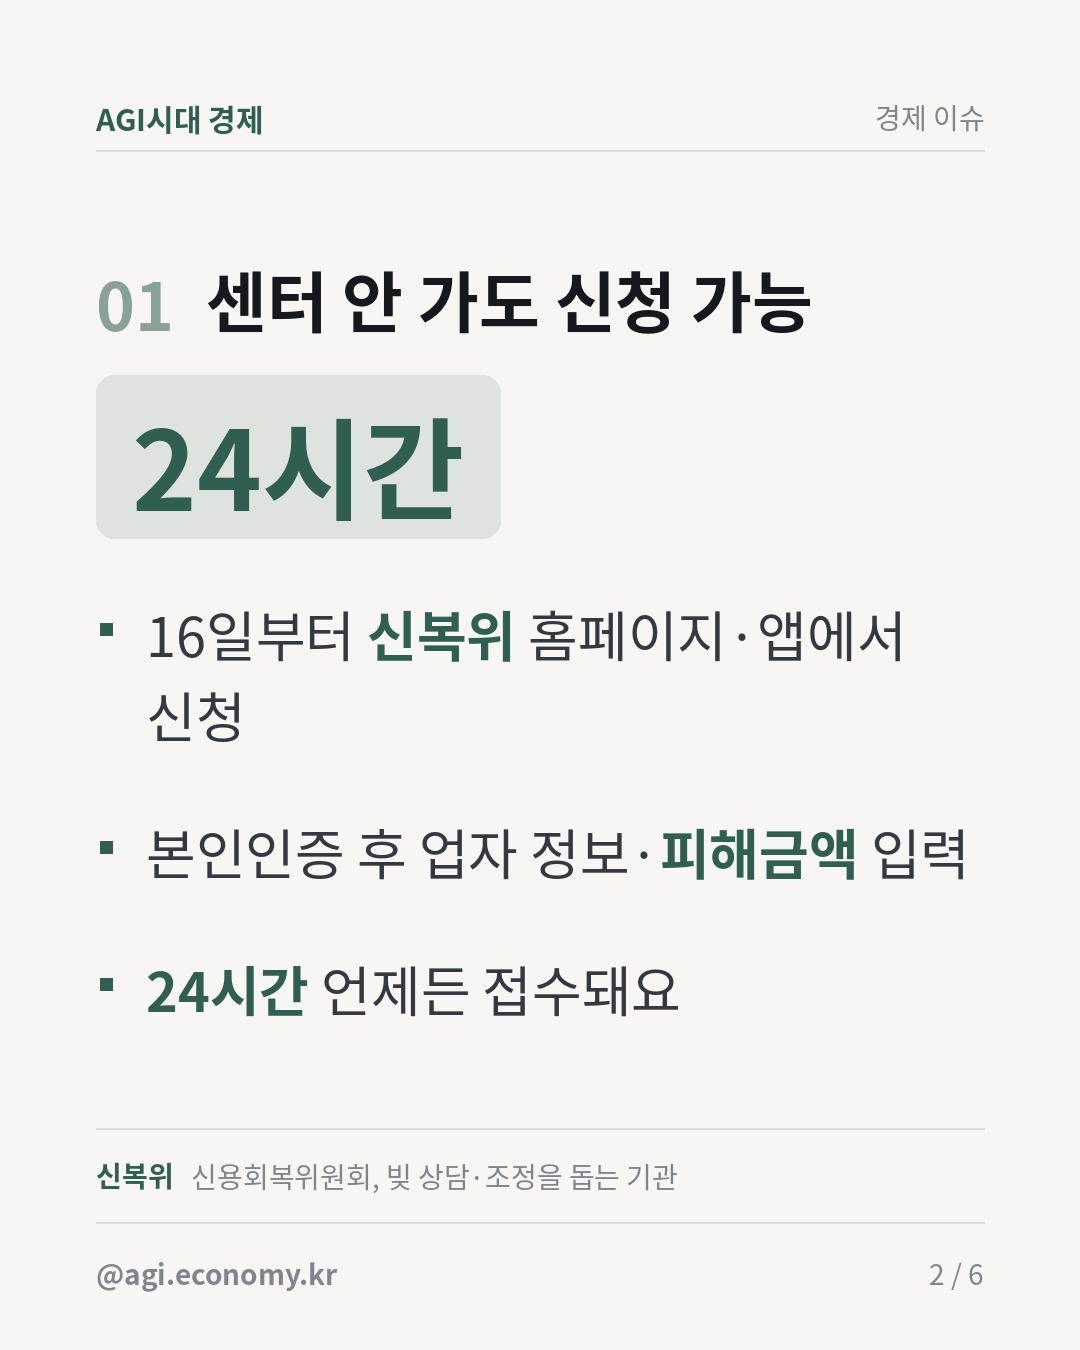 AGI시대 경제
경제 이슈
01 센터 안 가도 신청 가능
24시간
▪ 16일부터 신복위 홈페이지·앱에서
신청
▪ 본인인증 후 업자 정보·피해금액 입력
▪ 24시간 언제든 접수돼요
신복위 신용회복위원회, 빚 상담·조정을 돕는 기관
@agi.economy.kr
2 / 6